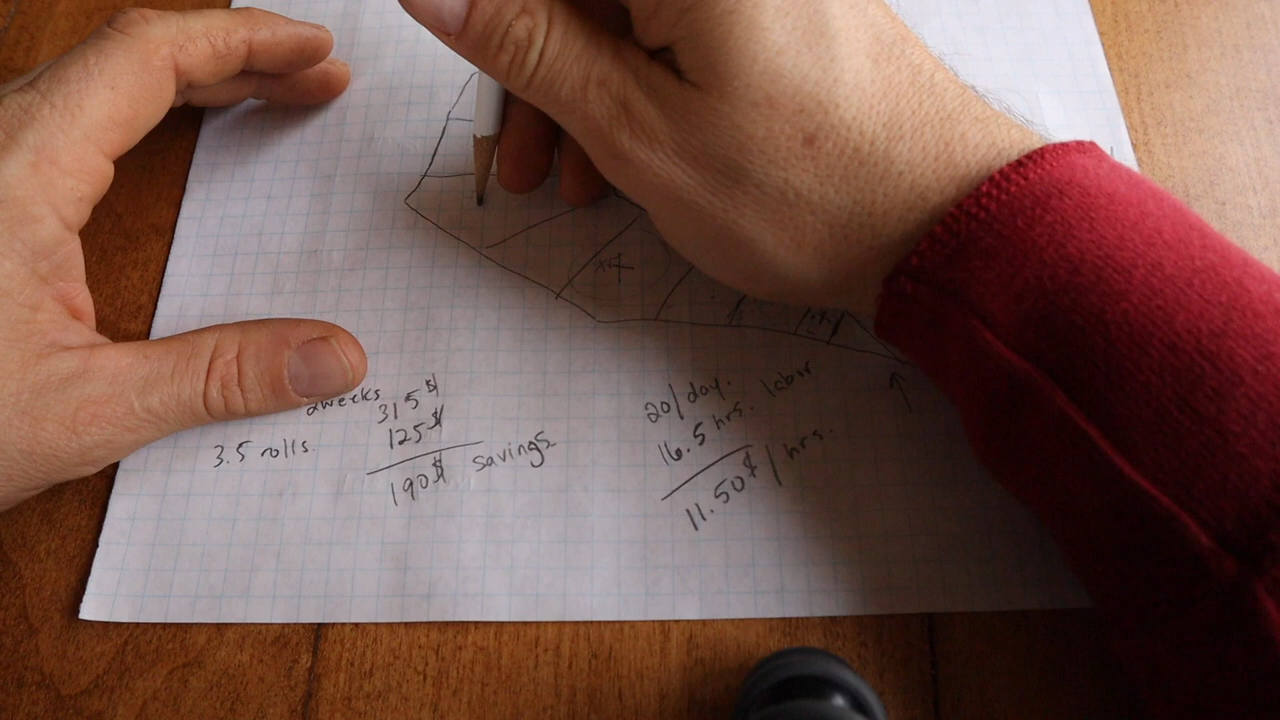 2weeks
3.5 rolls.
315$
125$
190$ savings
20/day.
16.5 hrs. labor
11.50$/hrs.